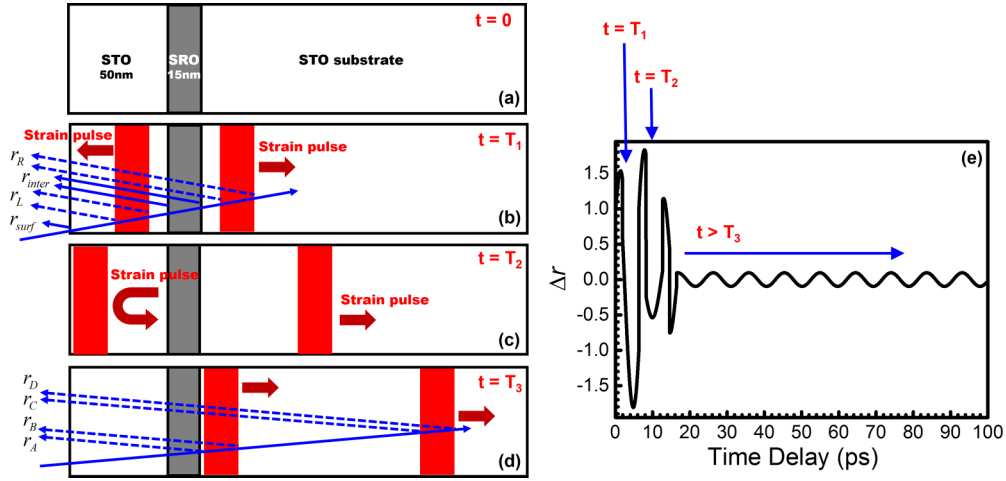 t = 0
STO
50nm
SRO
15nm
STO substrate
(a)
Strain pulse
t = T₁
Strain pulse
r_R
r_inter
r_L
r_surf
(b)
t = T₂
Strain pulse
Strain pulse
(c)
t = T₃
r_D
r_C
r_B
r_A
(d)
t = T₁
t = T₂
(e)
t > T₃
1.5
1.0
0.5
0.0
-0.5
-1.0
-1.5
Δr
0 10 20 30 40 50 60 70 80 90 100
Time Delay (ps)